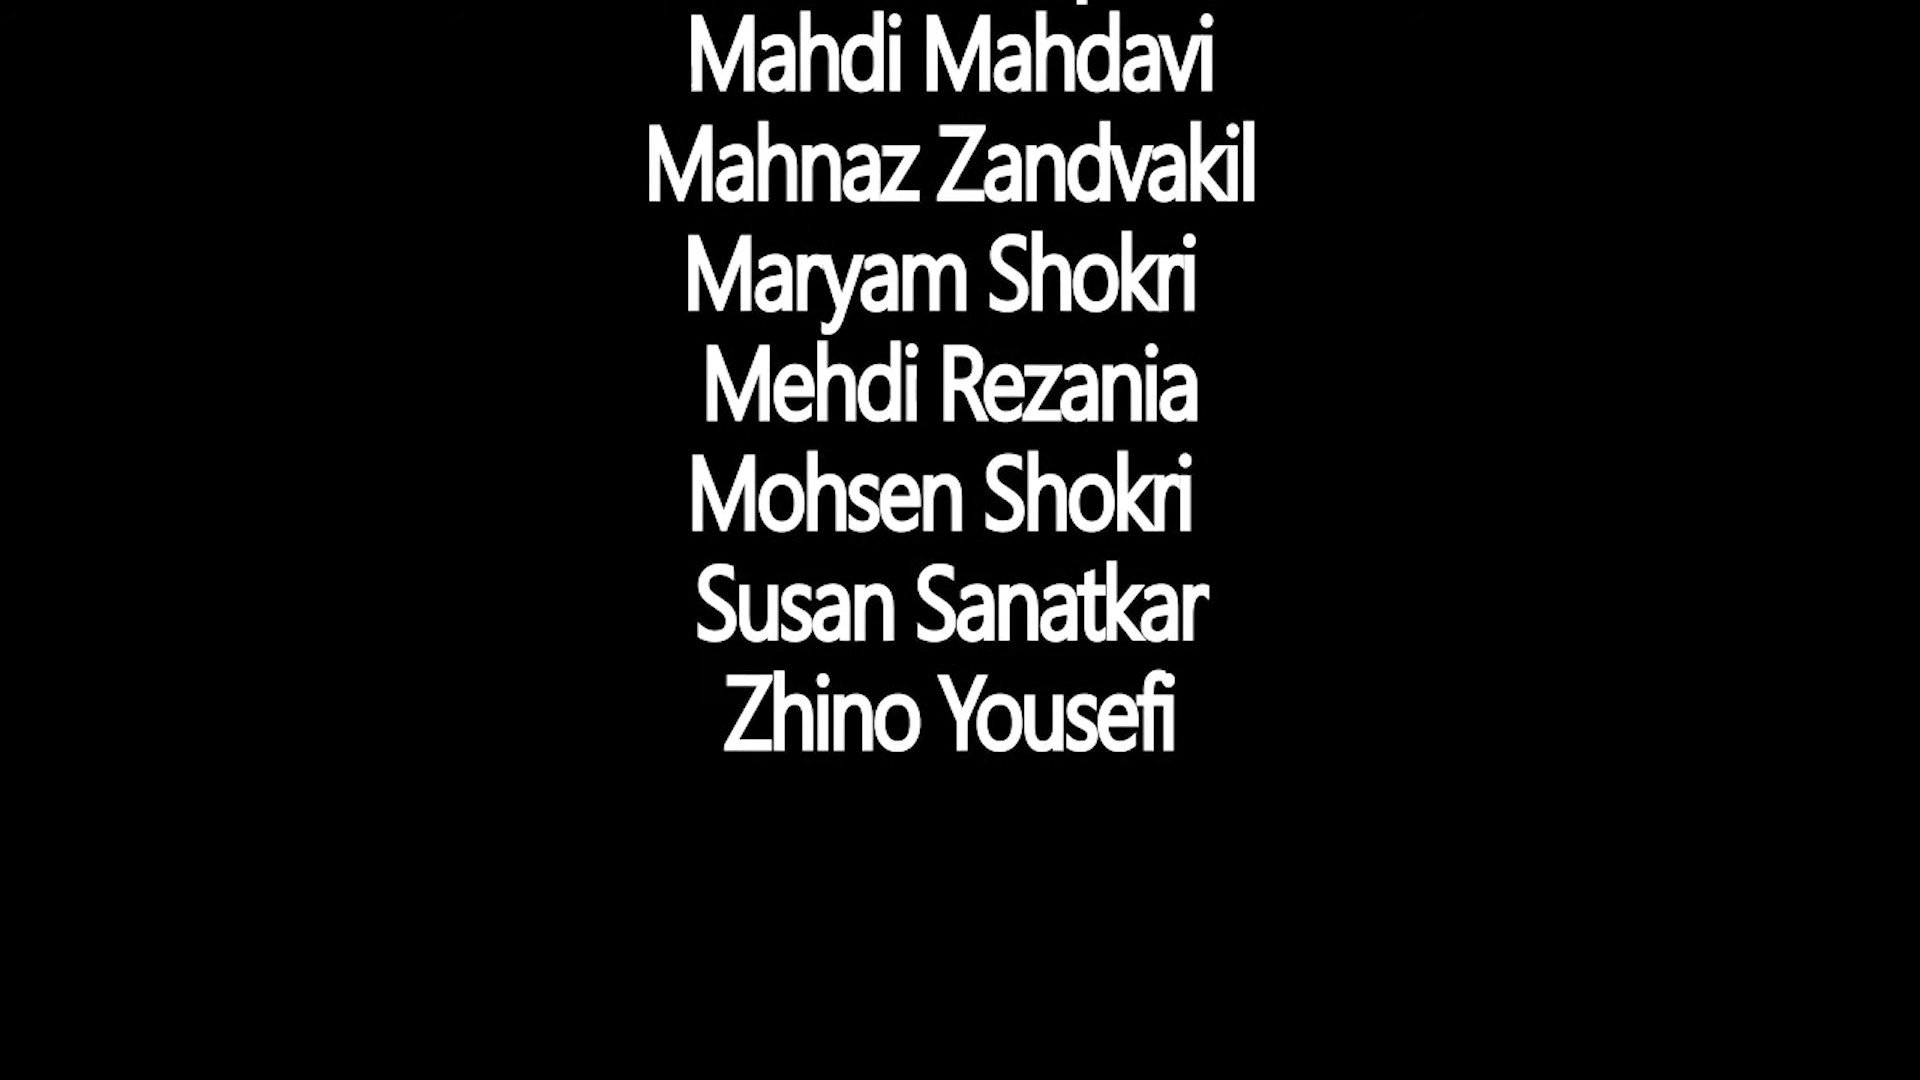 Mahdi Mahdavi
Mahnaz Zandvakil
Maryam Shokri
Mehdi Rezania
Mohsen Shokri
Susan Sanatkar
Zhino Yousefi